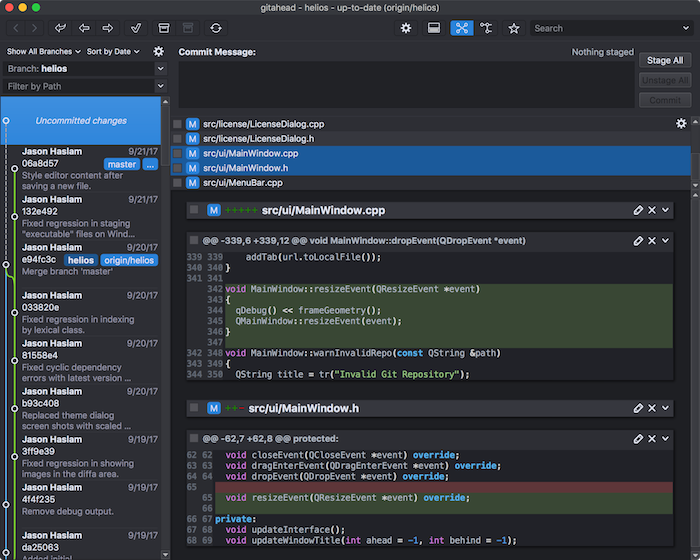 gitahead - helios - up-to-date (origin/helios)
Search
Show All Branches
Sort by Date
Branch: helios
Filter by Path
Uncommitted changes
Jason Haslam 9/21/17
06a8d57 master ...
Style editor content after
saving a new file.
Jason Haslam 9/21/17
132e492
Fixed regression in staging
"executable" files on Wind...
Jason Haslam 9/20/17
e94fc3c helios origin/helios
Merge branch 'master'
Jason Haslam 9/20/17
033820e
Fixed regression in indexing
by lexical class.
Jason Haslam 9/20/17
81558e4
Fixed cyclic dependency
errors with latest version ...
Jason Haslam 9/20/17
b93c408
Replaced theme dialog
screen shots with scaled ...
Jason Haslam 9/19/17
3ff9e39
Fixed regression in showing
images in the diffa area.
Jason Haslam 9/19/17
4f4f235
Remove debug output.
Jason Haslam 9/19/17
da25063
Added initial
Commit Message:
Nothing staged
Stage All
Unstage All
Commit
M src/license/LicenseDialog.cpp
M src/license/LicenseDialog.h
M src/ui/MainWindow.cpp
M src/ui/MainWindow.h
M src/ui/MenuBar.cpp
M +++++ src/ui/MainWindow.cpp
@@ -339,6 +339,12 @@ void MainWindow::dropEvent(QDropEvent *event)
339 339 addTab(url.toLocalFile());
340 340 }
341 341
342 void MainWindow::resizeEvent(QResizeEvent *event)
343 {
344 qDebug() << frameGeometry();
345 QMainWindow::resizeEvent(event);
346 }
347
342 348 void MainWindow::warnInvalidRepo(const QString &path)
343 349 {
344 350 QString title = tr("Invalid Git Repository");
M ++- src/ui/MainWindow.h
@@ -62,7 +62,8 @@ protected:
62 62 void closeEvent(QCloseEvent *event) override;
63 63 void dragEnterEvent(QDragEnterEvent *event) override;
64 64 void dropEvent(QDropEvent *event) override;
65
65 void resizeEvent(QResizeEvent *event) override;
66
66 67 private:
67 68 void updateInterface();
68 69 void updateWindowTitle(int ahead = -1, int behind = -1);